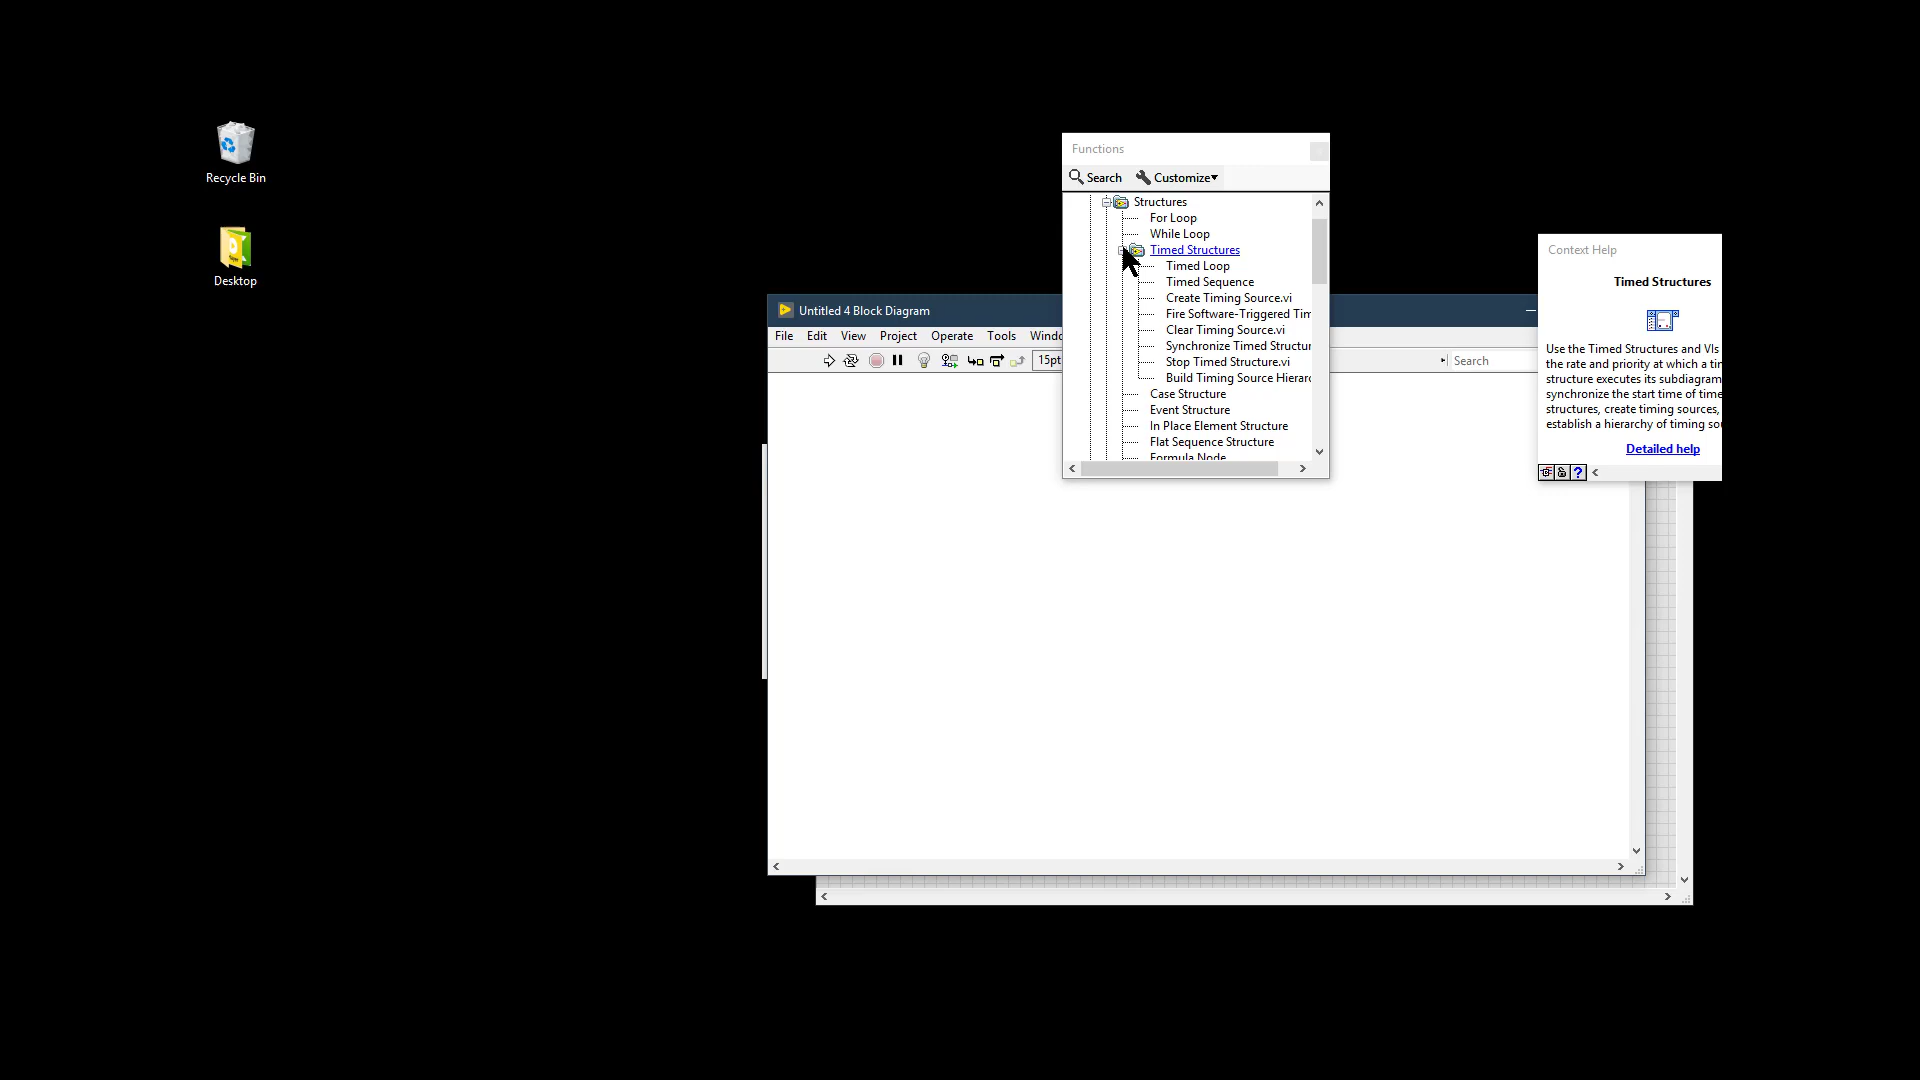 Recycle Bin
Desktop
Functions
Search
Customize
Structures
For Loop
While Loop
Timed Structures
Timed Loop
Timed Sequence
Create Timing Source.vi
Fire Software-Triggered Tim
Clear Timing Source.vi
Synchronize Timed Structur
Stop Timed Structure.vi
Build Timing Source Hierarc
Case Structure
Event Structure
In Place Element Structure
Flat Sequence Structure
Formula Node
Untitled 4 Block Diagram
File Edit View Project Operate Tools Windo
15pt
Search
Context Help
Timed Structures
Use the Timed Structures and VIs
the rate and priority at which a tim
structure executes its subdiagram
synchronize the start time of time
structures, create timing sources,
establish a hierarchy of timing sou
Detailed help
?